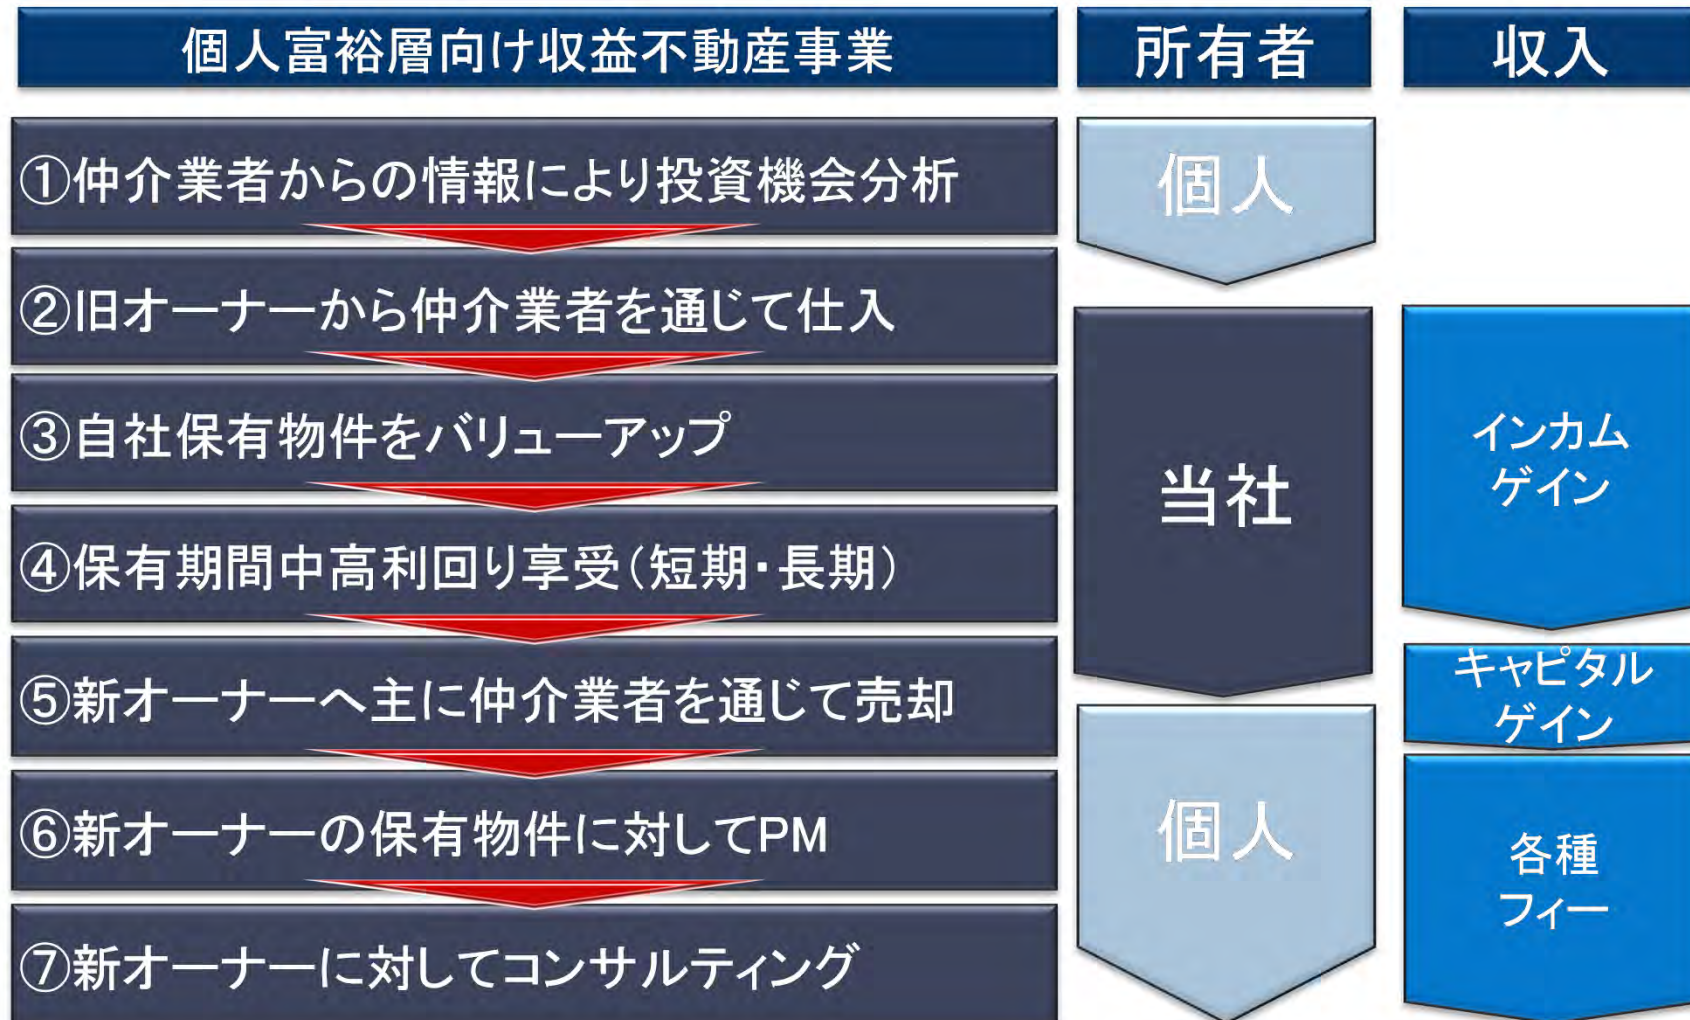 個人富裕層向け収益不動産事業
所有者
収入
①仲介業者からの情報により投資機会分析
②旧オーナーから仲介業者を通じて仕入
③自社保有物件をバリューアップ
④保有期間中高利回り享受（短期・長期）
⑤新オーナーへ主に仲介業者を通じて売却
⑥新オーナーの保有物件に対してPM
⑦新オーナーに対してコンサルティング
個人
当社
個人
インカム
ゲイン
キャピタル
ゲイン
各種
フィー